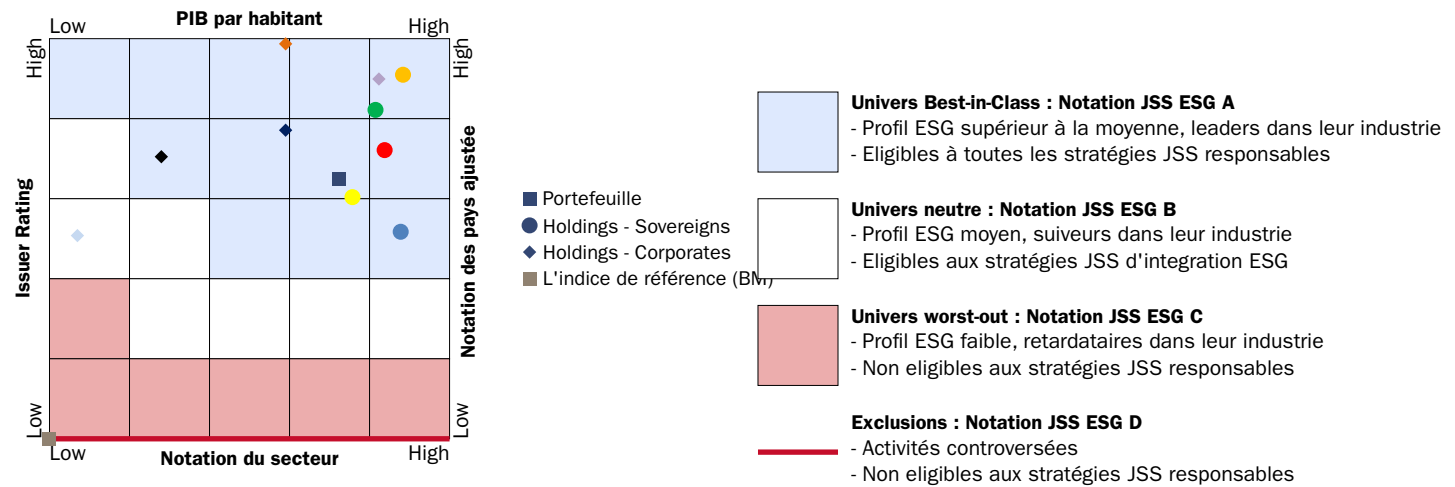 PIB par habitant
Low
High
High
High
Issuer Rating
Notation des pays ajustée
Low
Low
Low
High
Notation du secteur
Portefeuille
Holdings - Sovereigns
Holdings - Corporates
L'indice de référence (BM)
Univers Best-in-Class : Notation JSS ESG A
- Profil ESG supérieur à la moyenne, leaders dans leur industrie
- Eligibles à toutes les stratégies JSS responsables
Univers neutre : Notation JSS ESG B
- Profil ESG moyen, suiveurs dans leur industrie
- Eligibles aux stratégies JSS d'integration ESG
Univers worst-out : Notation JSS ESG C
- Profil ESG faible, retardataires dans leur industrie
- Non eligibles aux stratégies JSS responsables
Exclusions : Notation JSS ESG D
- Activités controversées
- Non eligibles aux stratégies JSS responsables